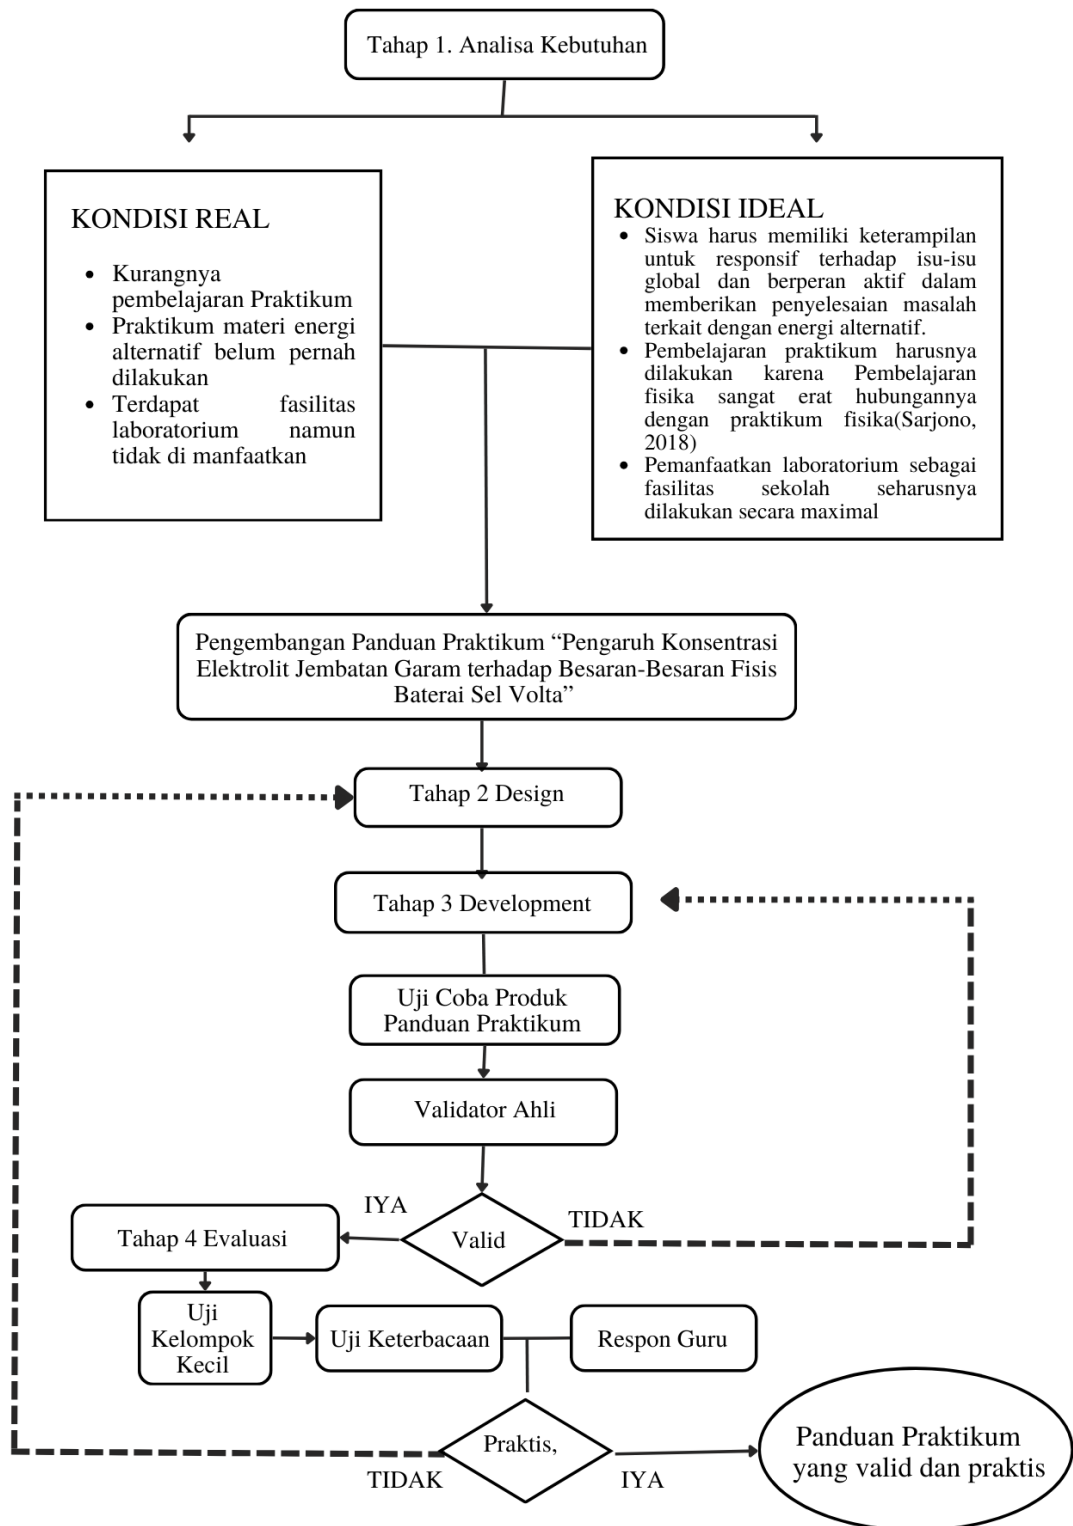 Tahap 1. Analisa Kebutuhan
KONDISI REAL
• Kurangnya
pembelajaran Praktikum
• Praktikum materi energi
alternatif belum pernah
dilakukan
• Terdapat fasilitas
laboratorium namun
tidak di manfaatkan
KONDISI IDEAL
• Siswa harus memiliki keterampilan
untuk responsif terhadap isu-isu
global dan berperan aktif dalam
memberikan penyelesaian masalah
terkait dengan energi alternatif.
• Pembelajaran praktikum harusnya
dilakukan karena Pembelajaran
fisika sangat erat hubungannya
dengan praktikum fisika(Sarjono,
2018)
• Pemanfaatkan laboratorium sebagai
fasilitas sekolah seharusnya
dilakukan secara maximal
Pengembangan Panduan Praktikum “Pengaruh Konsentrasi
Elektrolit Jembatan Garam terhadap Besaran-Besaran Fisis
Baterai Sel Volta”
Tahap 2 Design
Tahap 3 Development
Uji Coba Produk
Panduan Praktikum
Validator Ahli
IYA
Valid
TIDAK
Tahap 4 Evaluasi
Uji
Kelompok
Kecil
Uji Keterbacaan
Respon Guru
Praktis,
TIDAK
IYA
Panduan Praktikum
yang valid dan praktis